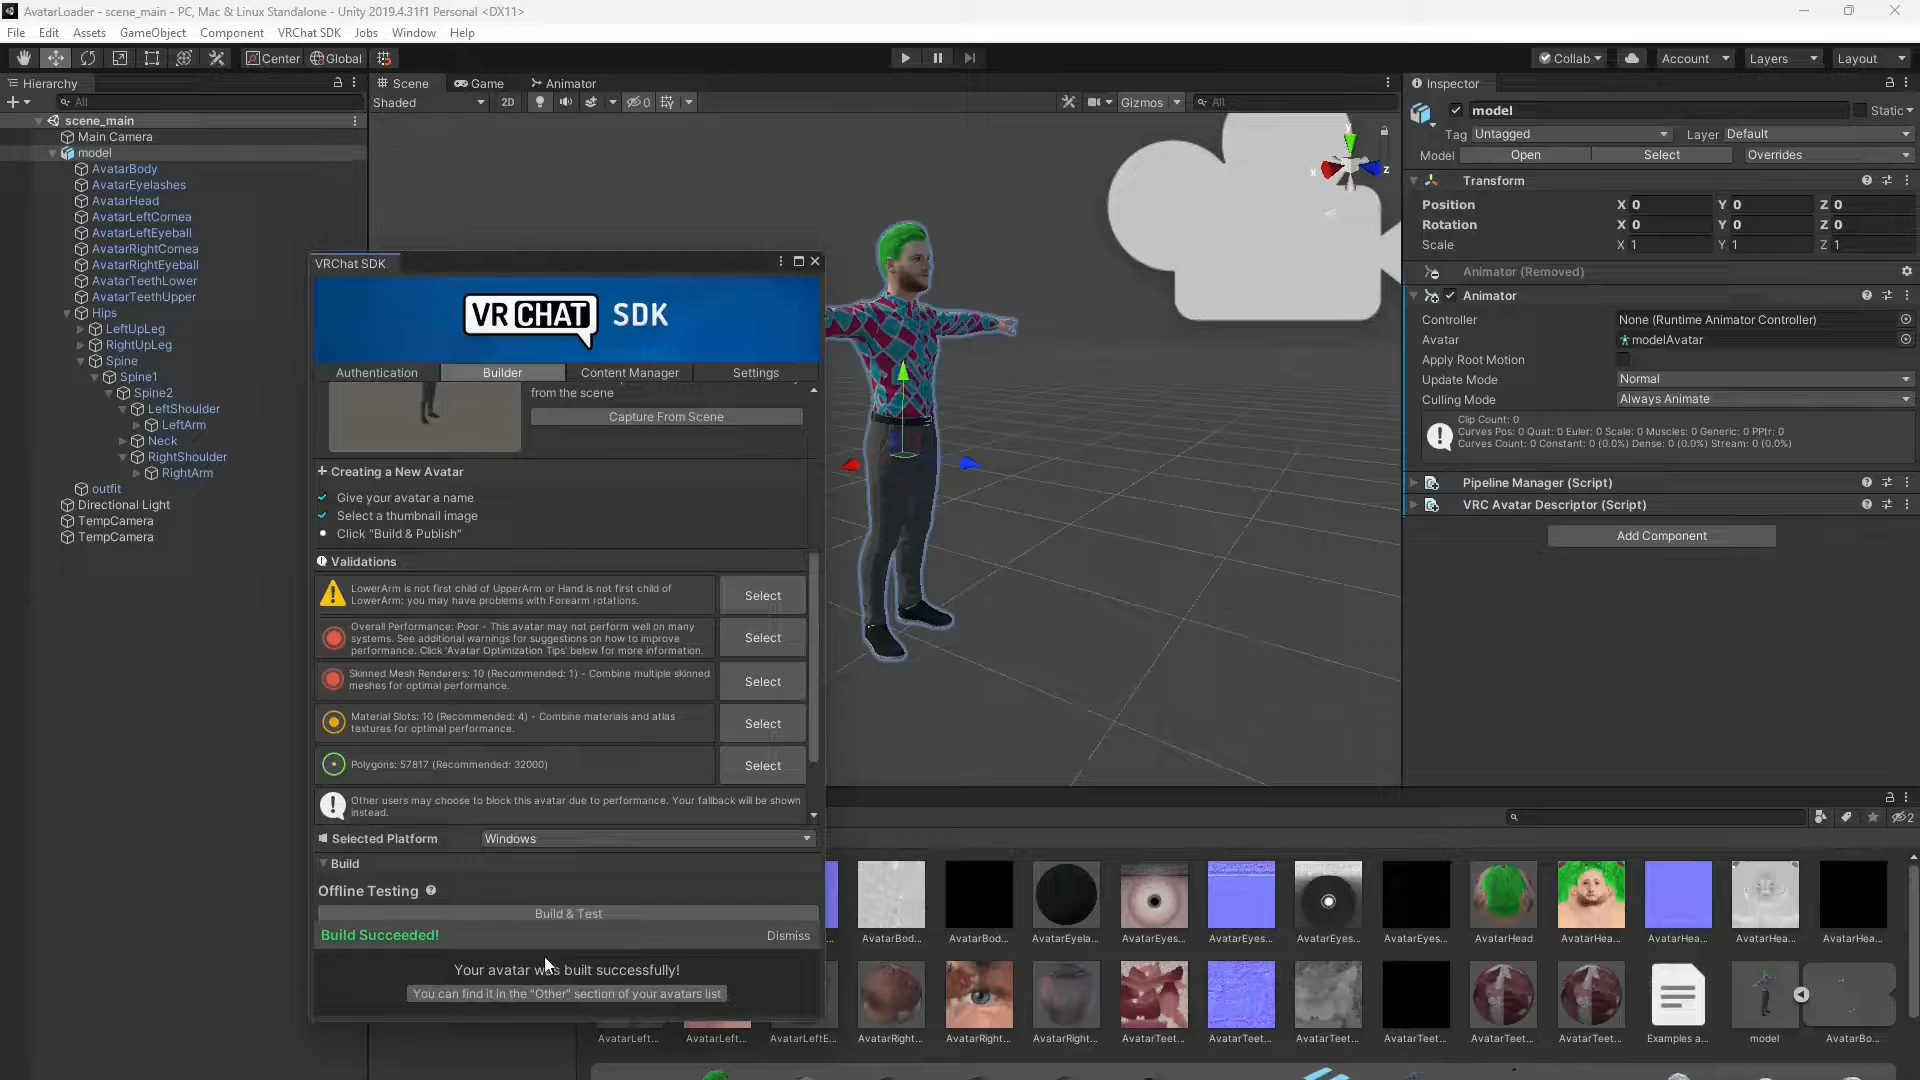 AvatarLoader - scene_main - PC, Mac & Linux Standalone - Unity 2019.4.31f1 Personal <DX11>
File Edit Assets GameObject Component VRChat SDK Jobs Window Help
Center Global
Collab Account Layers Layout
Hierarchy
All
scene_main
Main Camera
model
AvatarBody
AvatarEyelashes
AvatarHead
AvatarLeftCornea
AvatarLeftEyeball
AvatarRightCornea
AvatarRightEyeball
AvatarTeethLower
AvatarTeethUpper
Hips
LeftUpLeg
RightUpLeg
Spine
Spine1
Spine2
LeftShoulder
LeftArm
Neck
RightShoulder
RightArm
outfit
Directional Light
TempCamera
TempCamera
Scene Game Animator
Shaded 2D 0 Gizmos All
y
x z
VRChat SDK
VR CHAT SDK
Authentication Builder Content Manager Settings
from the scene
Capture From Scene
+ Creating a New Avatar
Give your avatar a name
Select a thumbnail image
Click "Build & Publish"
Validations
LowerArm is not first child of UpperArm or Hand is not first child of
LowerArm: you may have problems with Forearm rotations.
Select
Overall Performance: Poor - This avatar may not perform well on many
systems. See additional warnings for suggestions on how to improve
performance. Click 'Avatar Optimization Tips' below for more information.
Select
Skinned Mesh Renderers: 10 (Recommended: 1) - Combine multiple skinned
meshes for optimal performance.
Select
Material Slots: 10 (Recommended: 4) - Combine materials and atlas
textures for optimal performance.
Select
Polygons: 57817 (Recommended: 32000)
Select
Other users may choose to block this avatar due to performance. Your fallback will be shown
instead.
Selected Platform Windows
Build
Offline Testing
Build & Test
Build Succeeded! Dismiss
Your avatar was built successfully!
You can find it in the "Other" section of your avatars list
Inspector
model Static
Tag Untagged Layer Default
Model Open Select Overrides
Transform
Position X 0 Y 0 Z 0
Rotation X 0 Y 0 Z 0
Scale X 1 Y 1 Z 1
Animator (Removed)
Animator
Controller None (Runtime Animator Controller)
Avatar modelAvatar
Apply Root Motion
Update Mode Normal
Culling Mode Always Animate
Clip Count: 0
Curves Pos: 0 Quat: 0 Euler: 0 Scale: 0 Muscles: 0 Generic: 0 PPtr: 0
Curves Count: 0 Constant: 0 (0.0%) Dense: 0 (0.0%) Stream: 0 (0.0%)
Pipeline Manager (Script)
VRC Avatar Descriptor (Script)
Add Component
2
... AvatarBod... AvatarBod... AvatarEyela... AvatarEyes... AvatarEyes... AvatarEyes... AvatarEyes... AvatarHead AvatarHea... AvatarHea... AvatarHea... AvatarHea...
AvatarLeft... AvatarLeft... AvatarLeftE... AvatarRight... AvatarRight... AvatarRight... AvatarTeet... AvatarTeet... AvatarTeet... AvatarTeet... AvatarTeet... AvatarTeet... Examples a... model AvatarBo...